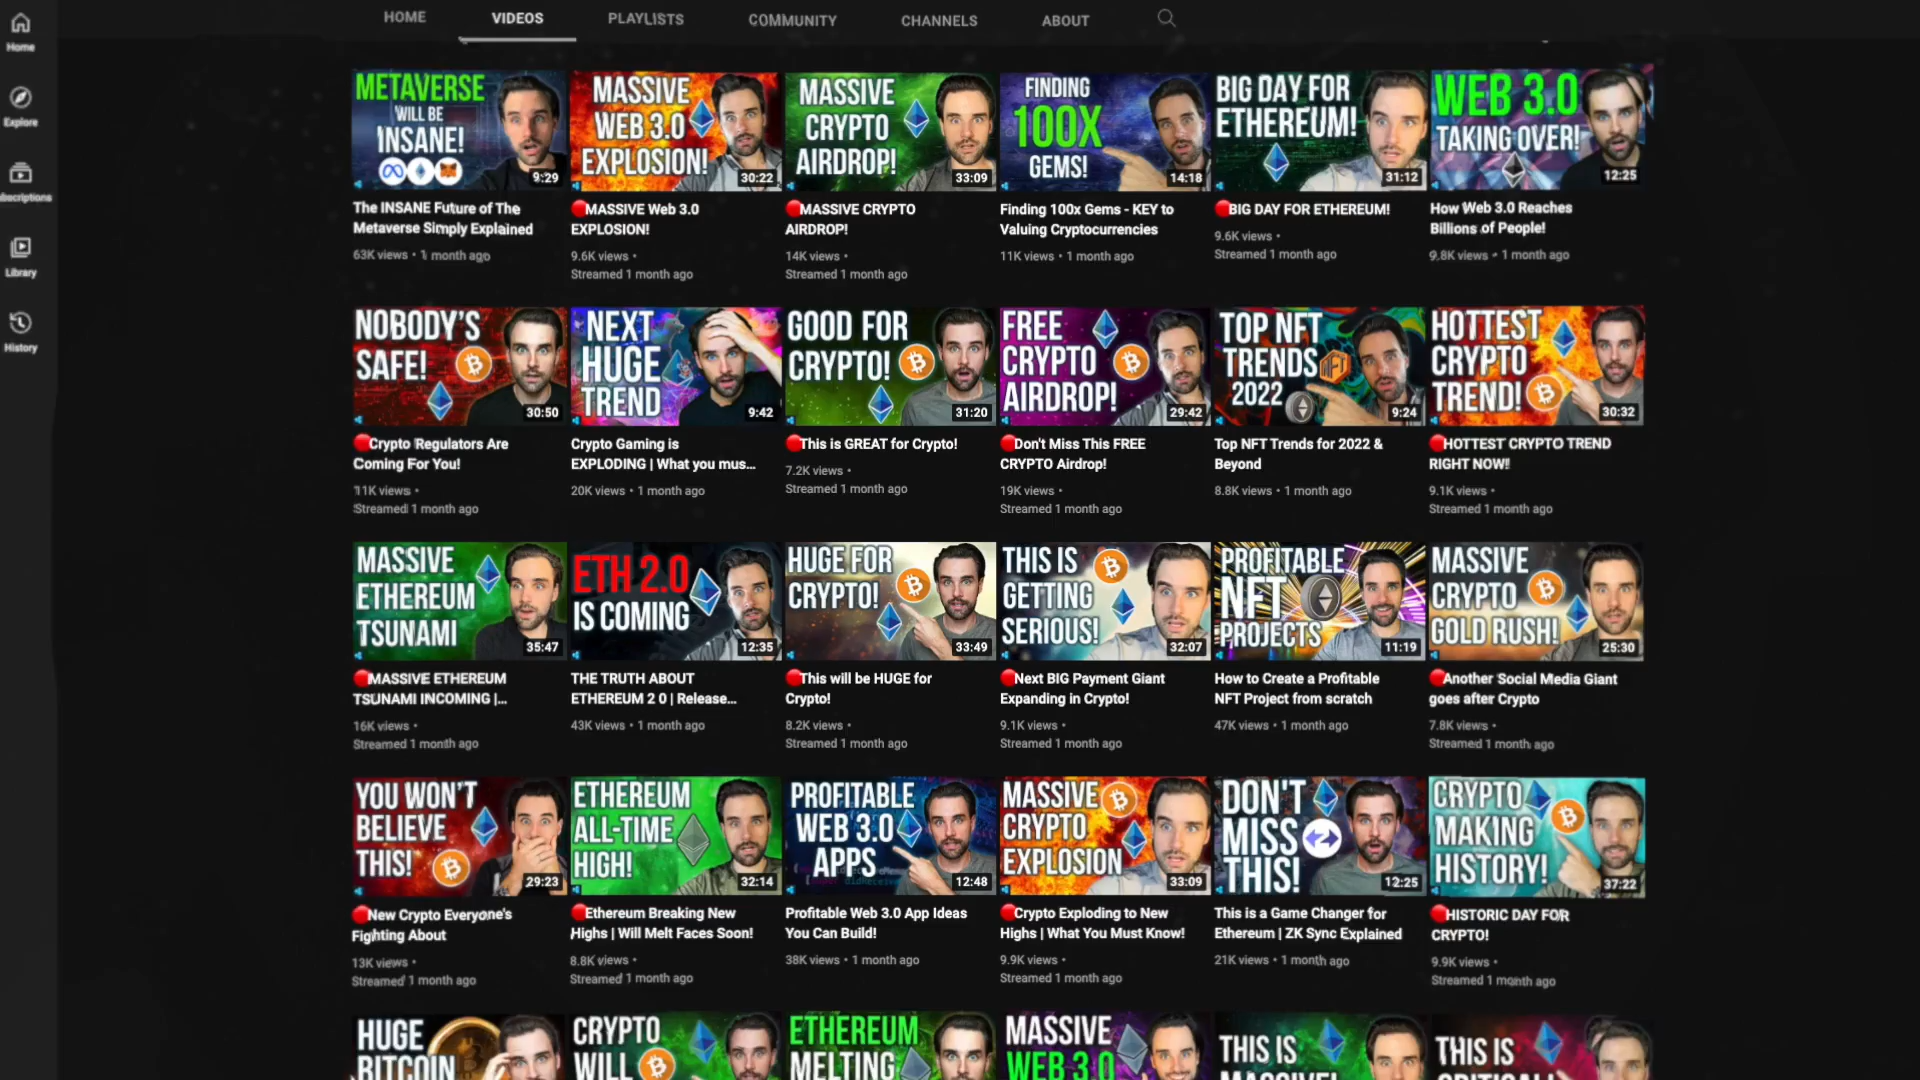 HOME
VIDEOS
PLAYLISTS
COMMUNITY
CHANNELS
ABOUT
Home
Explore
bscriptions
Library
History
METAVERSE
WILL BE
INSANE!
9:29
The INSANE Future of The
Metaverse Simply Explained
63K views • 1 month ago
MASSIVE
WEB 3.0
EXPLOSION!
30:22
MASSIVE Web 3.0
EXPLOSION!
9.6K views •
Streamed 1 month ago
MASSIVE
CRYPTO
AIRDROP!
33:09
MASSIVE CRYPTO
AIRDROP!
14K views •
Streamed 1 month ago
FINDING
100X
GEMS!
14:18
Finding 100x Gems - KEY to
Valuing Cryptocurrencies
11K views • 1 month ago
BIG DAY FOR
ETHEREUM!
31:12
BIG DAY FOR ETHEREUM!
9.6K views •
Streamed 1 month ago
WEB 3.0
TAKING OVER!
12:25
How Web 3.0 Reaches
Billions of People!
9.8K views • 1 month ago
NOBODY'S
SAFE!
30:50
Crypto Regulators Are
Coming For You!
11K views •
Streamed 1 month ago
NEXT
HUGE
TREND
9:42
Crypto Gaming is
EXPLODING | What you mus...
20K views • 1 month ago
GOOD FOR
CRYPTO!
31:20
This is GREAT for Crypto!
7.2K views •
Streamed 1 month ago
FREE
CRYPTO
AIRDROP!
29:42
Don't Miss This FREE
CRYPTO Airdrop!
19K views •
Streamed 1 month ago
TOP NFT
TRENDS
2022
NFT
9:24
Top NFT Trends for 2022 &
Beyond
8.8K views • 1 month ago
HOTTEST
CRYPTO
TREND!
30:32
HOTTEST CRYPTO TREND
RIGHT NOW!
9.1K views •
Streamed 1 month ago
MASSIVE
ETHEREUM
TSUNAMI
35:47
MASSIVE ETHEREUM
TSUNAMI INCOMING |...
16K views •
Streamed 1 month ago
ETH 2.0
IS COMING
12:35
THE TRUTH ABOUT
ETHEREUM 2 0 | Release...
43K views • 1 month ago
HUGE FOR
CRYPTO!
33:49
This will be HUGE for
Crypto!
8.2K views •
Streamed 1 month ago
THIS IS
GETTING
SERIOUS!
32:07
Next BIG Payment Giant
Expanding in Crypto!
9.1K views •
Streamed 1 month ago
PROFITABLE
NFT
PROJECTS
11:19
How to Create a Profitable
NFT Project from scratch
47K views • 1 month ago
MASSIVE
CRYPTO
GOLD RUSH!
25:30
Another Social Media Giant
goes after Crypto
7.8K views •
Streamed 1 month ago
YOU WON'T
BELIEVE
THIS!
29:23
New Crypto Everyone's
Fighting About
13K views •
Streamed 1 month ago
ETHEREUM
ALL-TIME
HIGH!
32:14
Ethereum Breaking New
Highs | Will Melt Faces Soon!
8.8K views •
Streamed 1 month ago
PROFITABLE
WEB 3.0
APPS
12:48
Profitable Web 3.0 App Ideas
You Can Build!
38K views • 1 month ago
MASSIVE
CRYPTO
EXPLOSION
33:09
Crypto Exploding to New
Highs | What You Must Know!
9.9K views •
Streamed 1 month ago
DON'T
MISS
THIS!
12:25
This is a Game Changer for
Ethereum | ZK Sync Explained
21K views • 1 month ago
CRYPTO
MAKING
HISTORY!
37:22
HISTORIC DAY FOR
CRYPTO!
9.9K views •
Streamed 1 month ago
HUGE
BITCOIN
CRYPTO
WILL
ETHEREUM
MELTING
MASSIVE
WEB 3.0
THIS IS
MASSIVE!
THIS IS
CRITICAL!